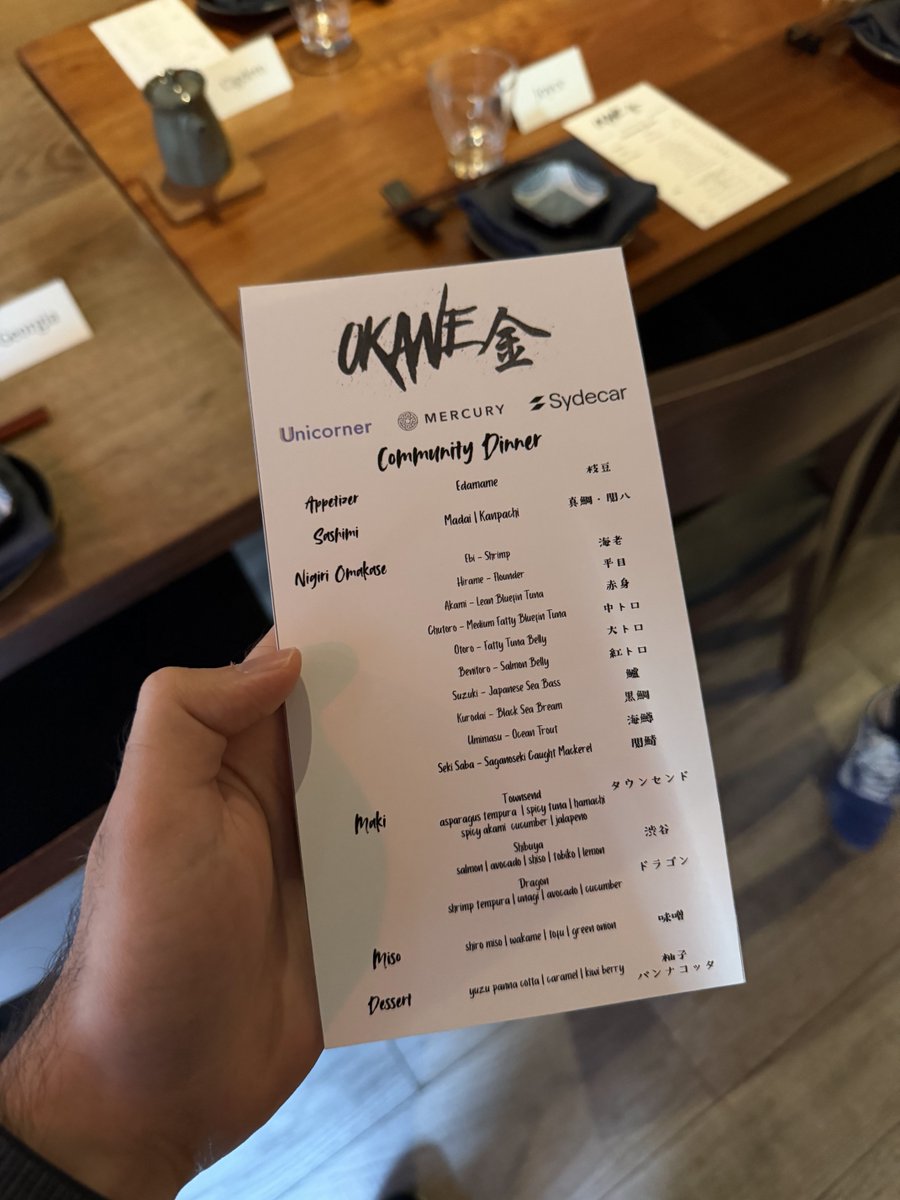 OKANE 金
Unicorner MERCURY Sydecar
Community Dinner
Appetizer Edamame 枝豆
Sashimi Madai | Kanpachi 真鯛・間八
Nigiri Omakase
Ebi - Shrimp 海老
Hirame - Flounder 平目
Akami - Lean Bluefin Tuna 赤身
Chutoro - Medium Fatty Bluefin Tuna 中トロ
Otoro - Fatty Tuna Belly 大トロ
Benitoro - Salmon Belly 紅トロ
Suzuki - Japanese Sea Bass 鱸
Kurodai - Black Sea Bream 黒鯛
Umimasu - Ocean Trout 海鱒
Seki Saba - Saganoseki Caught Mackerel 関鯖
Maki
Townsend タウンセンド
asparagus tempura | spicy tuna | hamachi
spicy akami cucumber | jalapeno
Shibuya 渋谷
salmon | avocado | shiso | tobiko | lemon
Dragon ドラゴン
shrimp tempura | unagi | avocado | cucumber
Miso shiro miso | wakame | tofu | green onion 味噌
Dessert yuzu panna cotta | caramel | kiwi berry 柚子
パンナコッタ
Georgia
OKANE 金